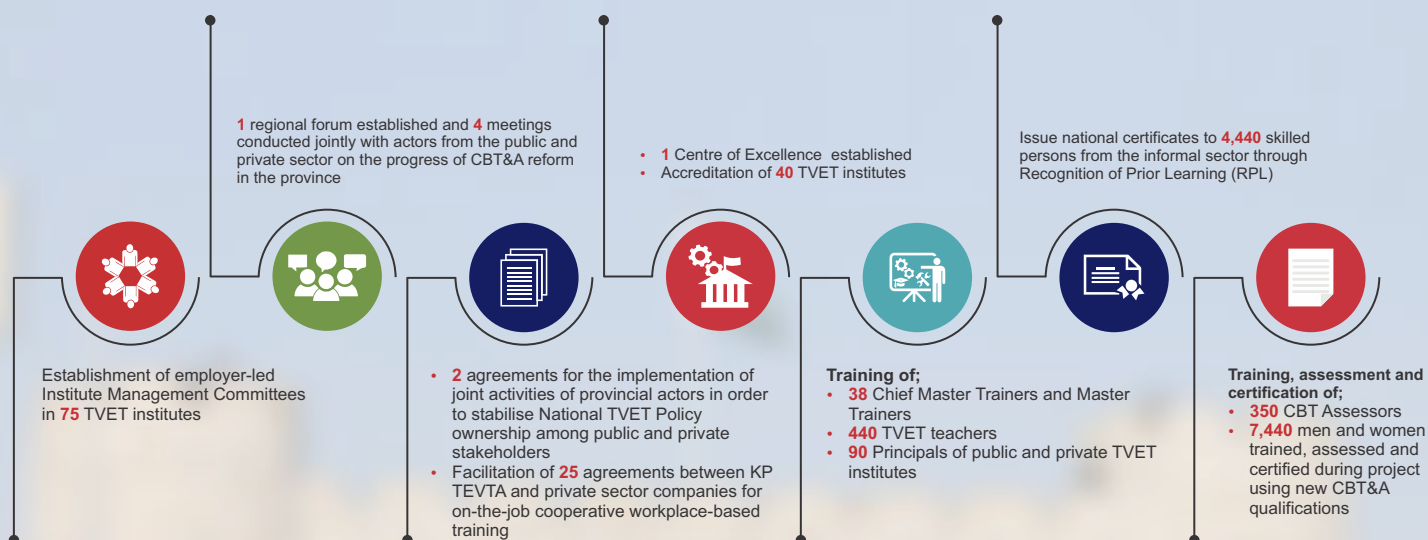 Establishment of employer-led
Institute Management Committees
in 75 TVET institutes
1 regional forum established and 4 meetings
conducted jointly with actors from the public and
private sector on the progress of CBT&A reform
in the province
• 2 agreements for the implementation of
joint activities of provincial actors in order
to stabilise National TVET Policy
ownership among public and private
stakeholders
• Facilitation of 25 agreements between KP
TEVTA and private sector companies for
on-the-job cooperative workplace-based
training
• 1 Centre of Excellence established
• Accreditation of 40 TVET institutes
Training of;
• 38 Chief Master Trainers and Master
Trainers
• 440 TVET teachers
• 90 Principals of public and private TVET
institutes
Issue national certificates to 4,440 skilled
persons from the informal sector through
Recognition of Prior Learning (RPL)
Training, assessment and
certification of;
• 350 CBT Assessors
• 7,440 men and women
trained, assessed and
certified during project
using new CBT&A
qualifications